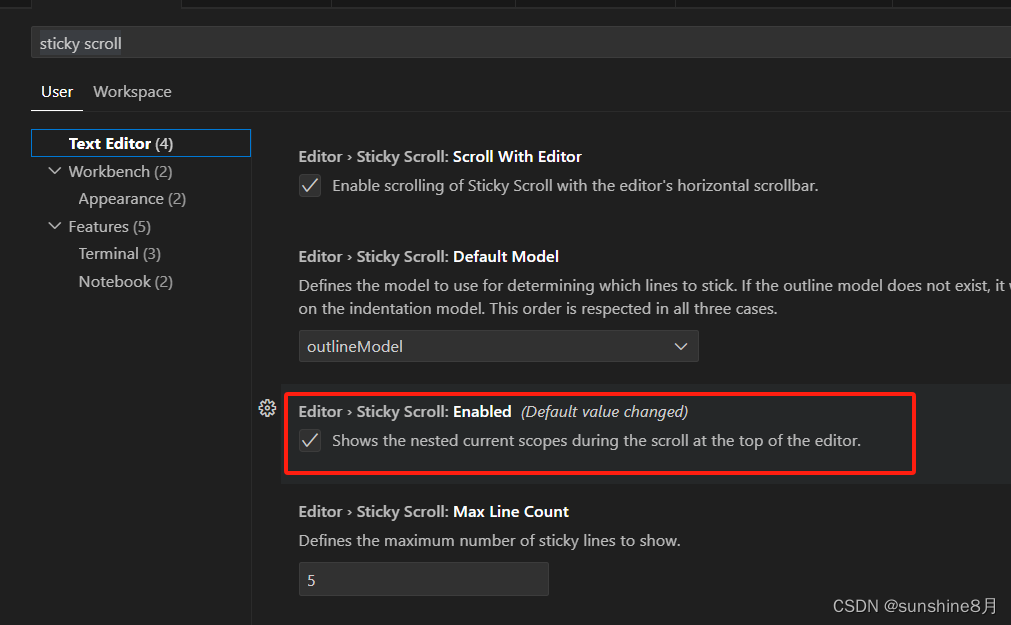 sticky scroll
User Workspace
Text Editor (4)
Workbench (2)
Appearance (2)
Features (5)
Terminal (3)
Notebook (2)
Editor › Sticky Scroll: Scroll With Editor
Enable scrolling of Sticky Scroll with the editor's horizontal scrollbar.
Editor › Sticky Scroll: Default Model
Defines the model to use for determining which lines to stick. If the outline model does not exist, it
on the indentation model. This order is respected in all three cases.
outlineModel
Editor › Sticky Scroll: Enabled (Default value changed)
Shows the nested current scopes during the scroll at the top of the editor.
Editor › Sticky Scroll: Max Line Count
Defines the maximum number of sticky lines to show.
5
CSDN @sunshine8月